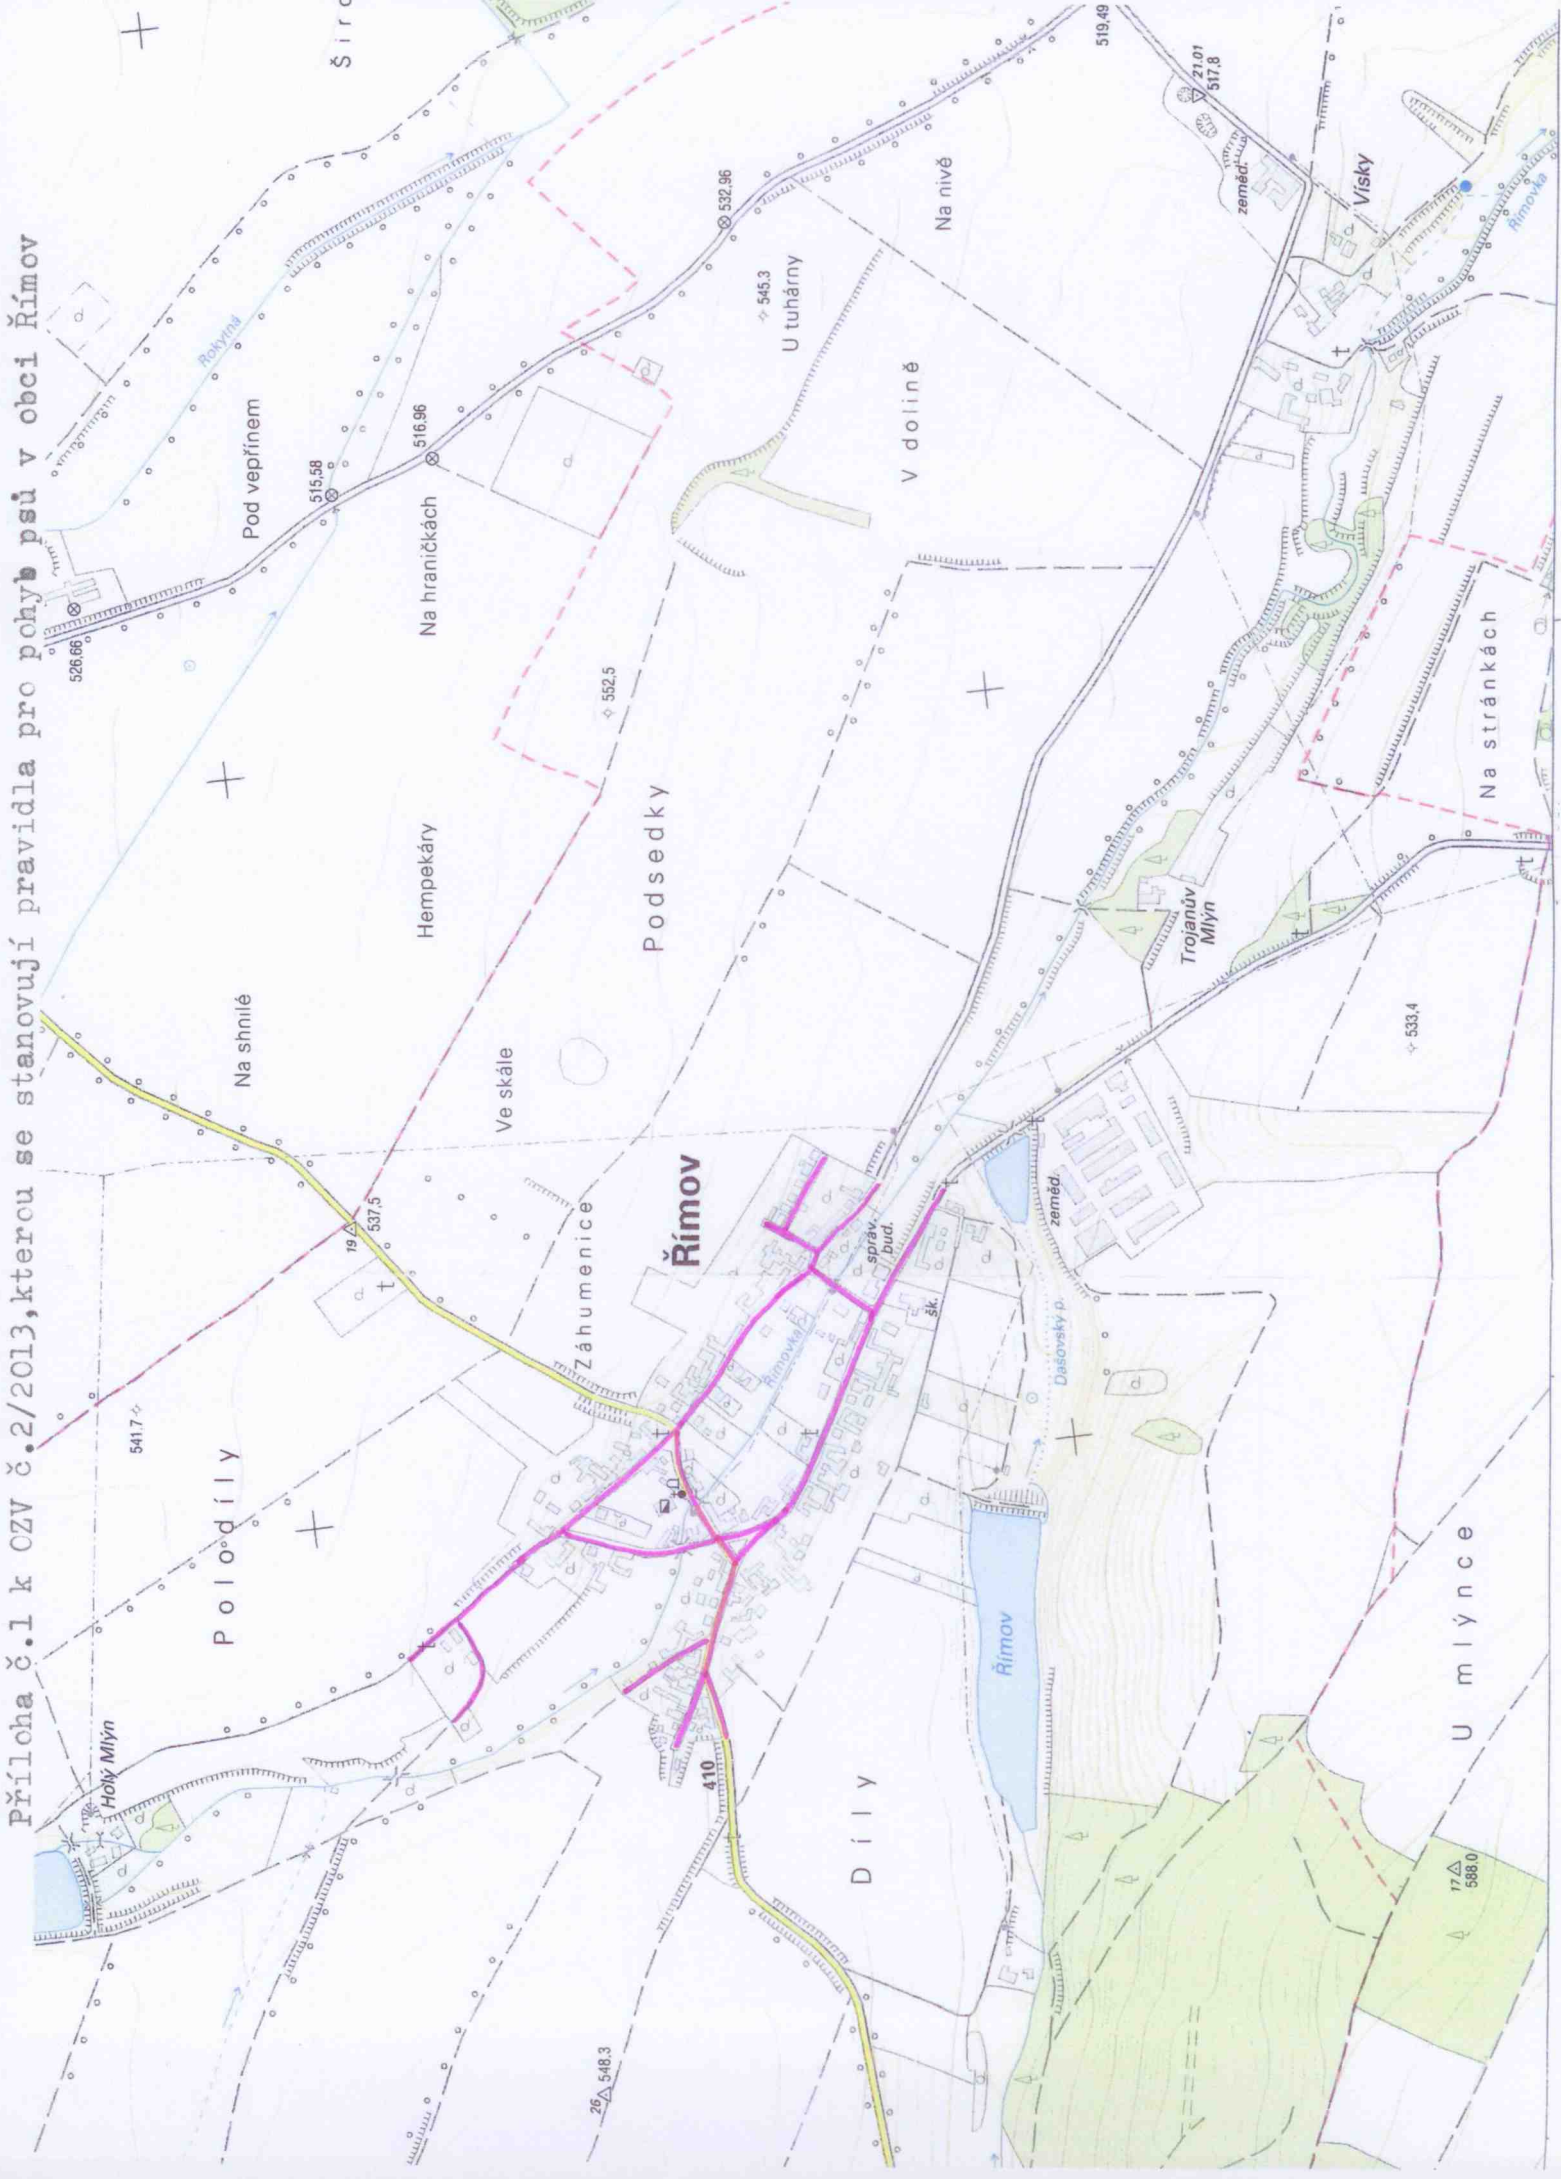 Příloha č.1 k OZV č.2/2013,kterou se stanovují pravidla pro pohyb psů v obci Římov
Holý Mlýn
541.7
Polodíly
19
537,5
Na shnilé
526,66
Rokytná
Pod vepřínem
515,58
516.96
Na hraničkách
Hempekáry
Ve skále
Záhumenice
552,5
Podsedky
532,96
545.3
U tuhárny
Na nivě
V dolině
519,49
21.01
517,8
zeměd.
Vísky
Římovka
Římov
Římovka
správ.
bud.
šk.
410
26
548.3
Díly
Římov
Dašovský p.
zeměd.
Trojanův
Mlýn
533,4
Na stránkách
U mlýnce
17
588.0